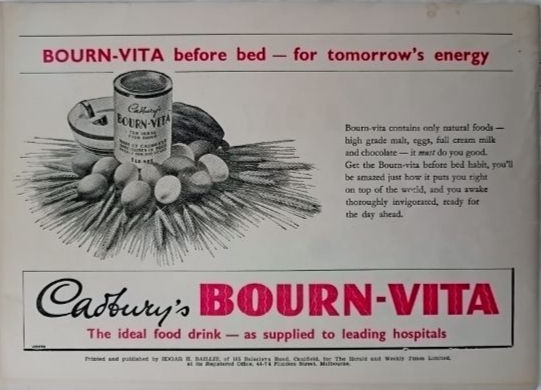 BOURN-VITA before bed — for tomorrow's energy
Cadbury's
BOURN-VITA
Bourn-vita contains only natural foods —
high grade malt, eggs, full cream milk
and chocolate — it must do you good.
Get the Bourn-vita before bed habit, you'll
be amazed just how it puts you right
on top of the world, and you awake
thoroughly invigorated, ready for
the day ahead.
Cadbury's BOURN-VITA
The ideal food drink — as supplied to leading hospitals
Printed and published by EDGAR H. BAILLIE, of Balaclava Road, Caulfield, for The Herald and Weekly Times Limited,
at its Registered Office, 44-74 Flinders Street, Melbourne.